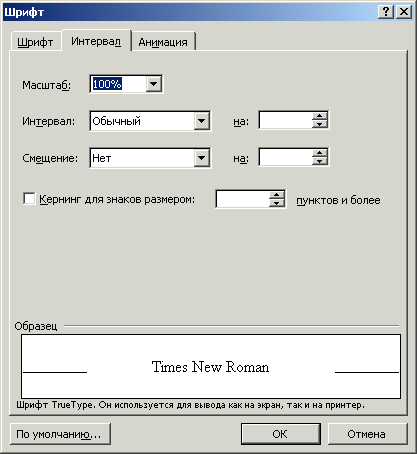 Шрифт
Шрифт Интервал Анимация
Масштаб: 100%
Интервал: Обычный на:
Смещение: Нет на:
Кернинг для знаков размером: пунктов и более
Образец
Times New Roman
Шрифт TrueType. Он используется для вывода как на экран, так и на принтер.
По умолчанию... ОК Отмена